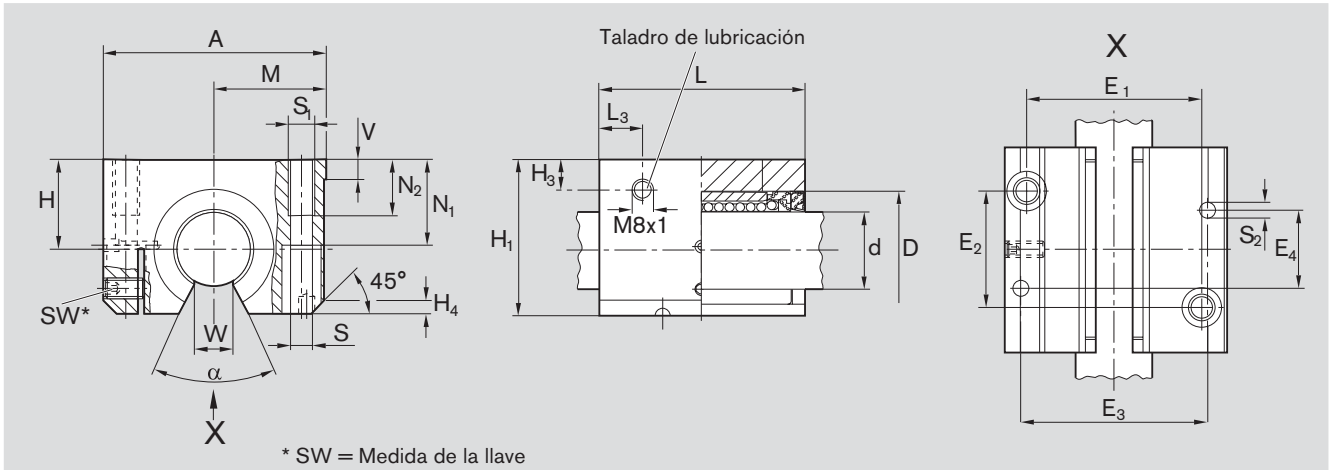 A
M
S₁
V
H
N₂
N₁
45°
H₄
SW*
W
S
α
X
* SW = Medida de la llave
Taladro de lubricación
L
L₃
H₃
M8x1
H₁
d
D
X
E₁
E₂
S₂
E₄
E₃